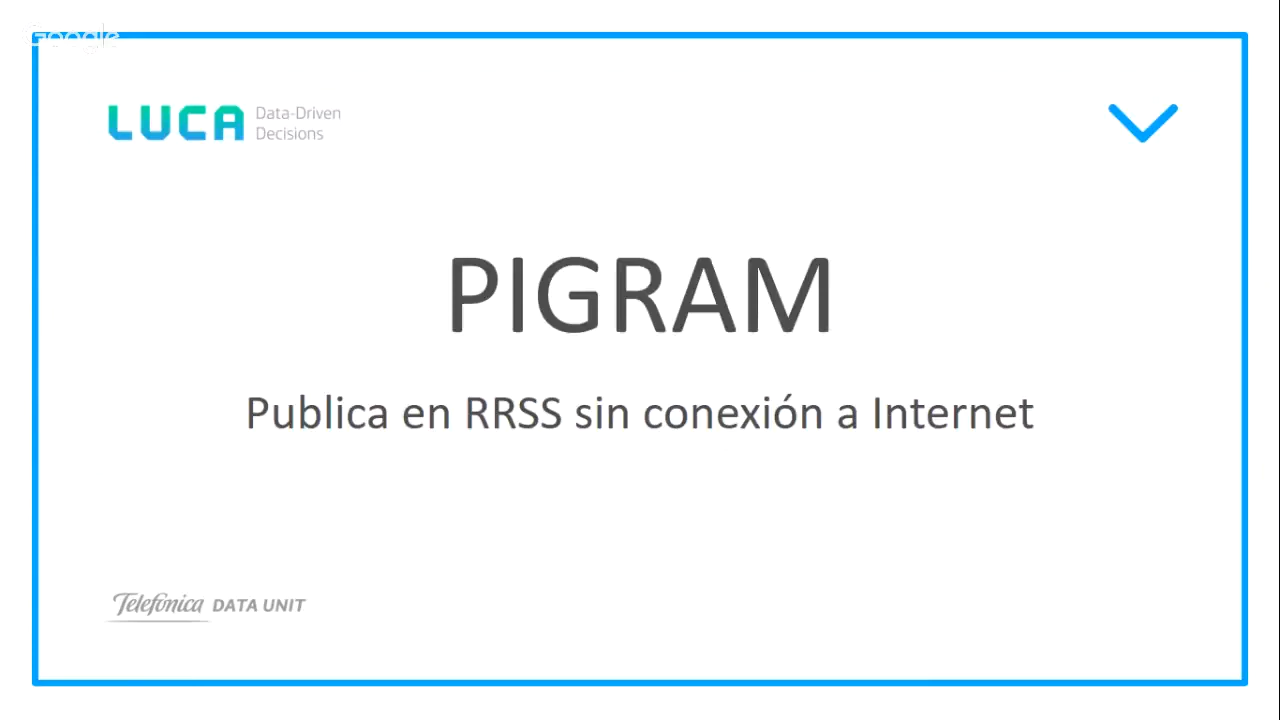 Google
LUCA Data-Driven
Decisions
PIGRAM
Publica en RRSS sin conexión a Internet
Telefónica DATA UNIT